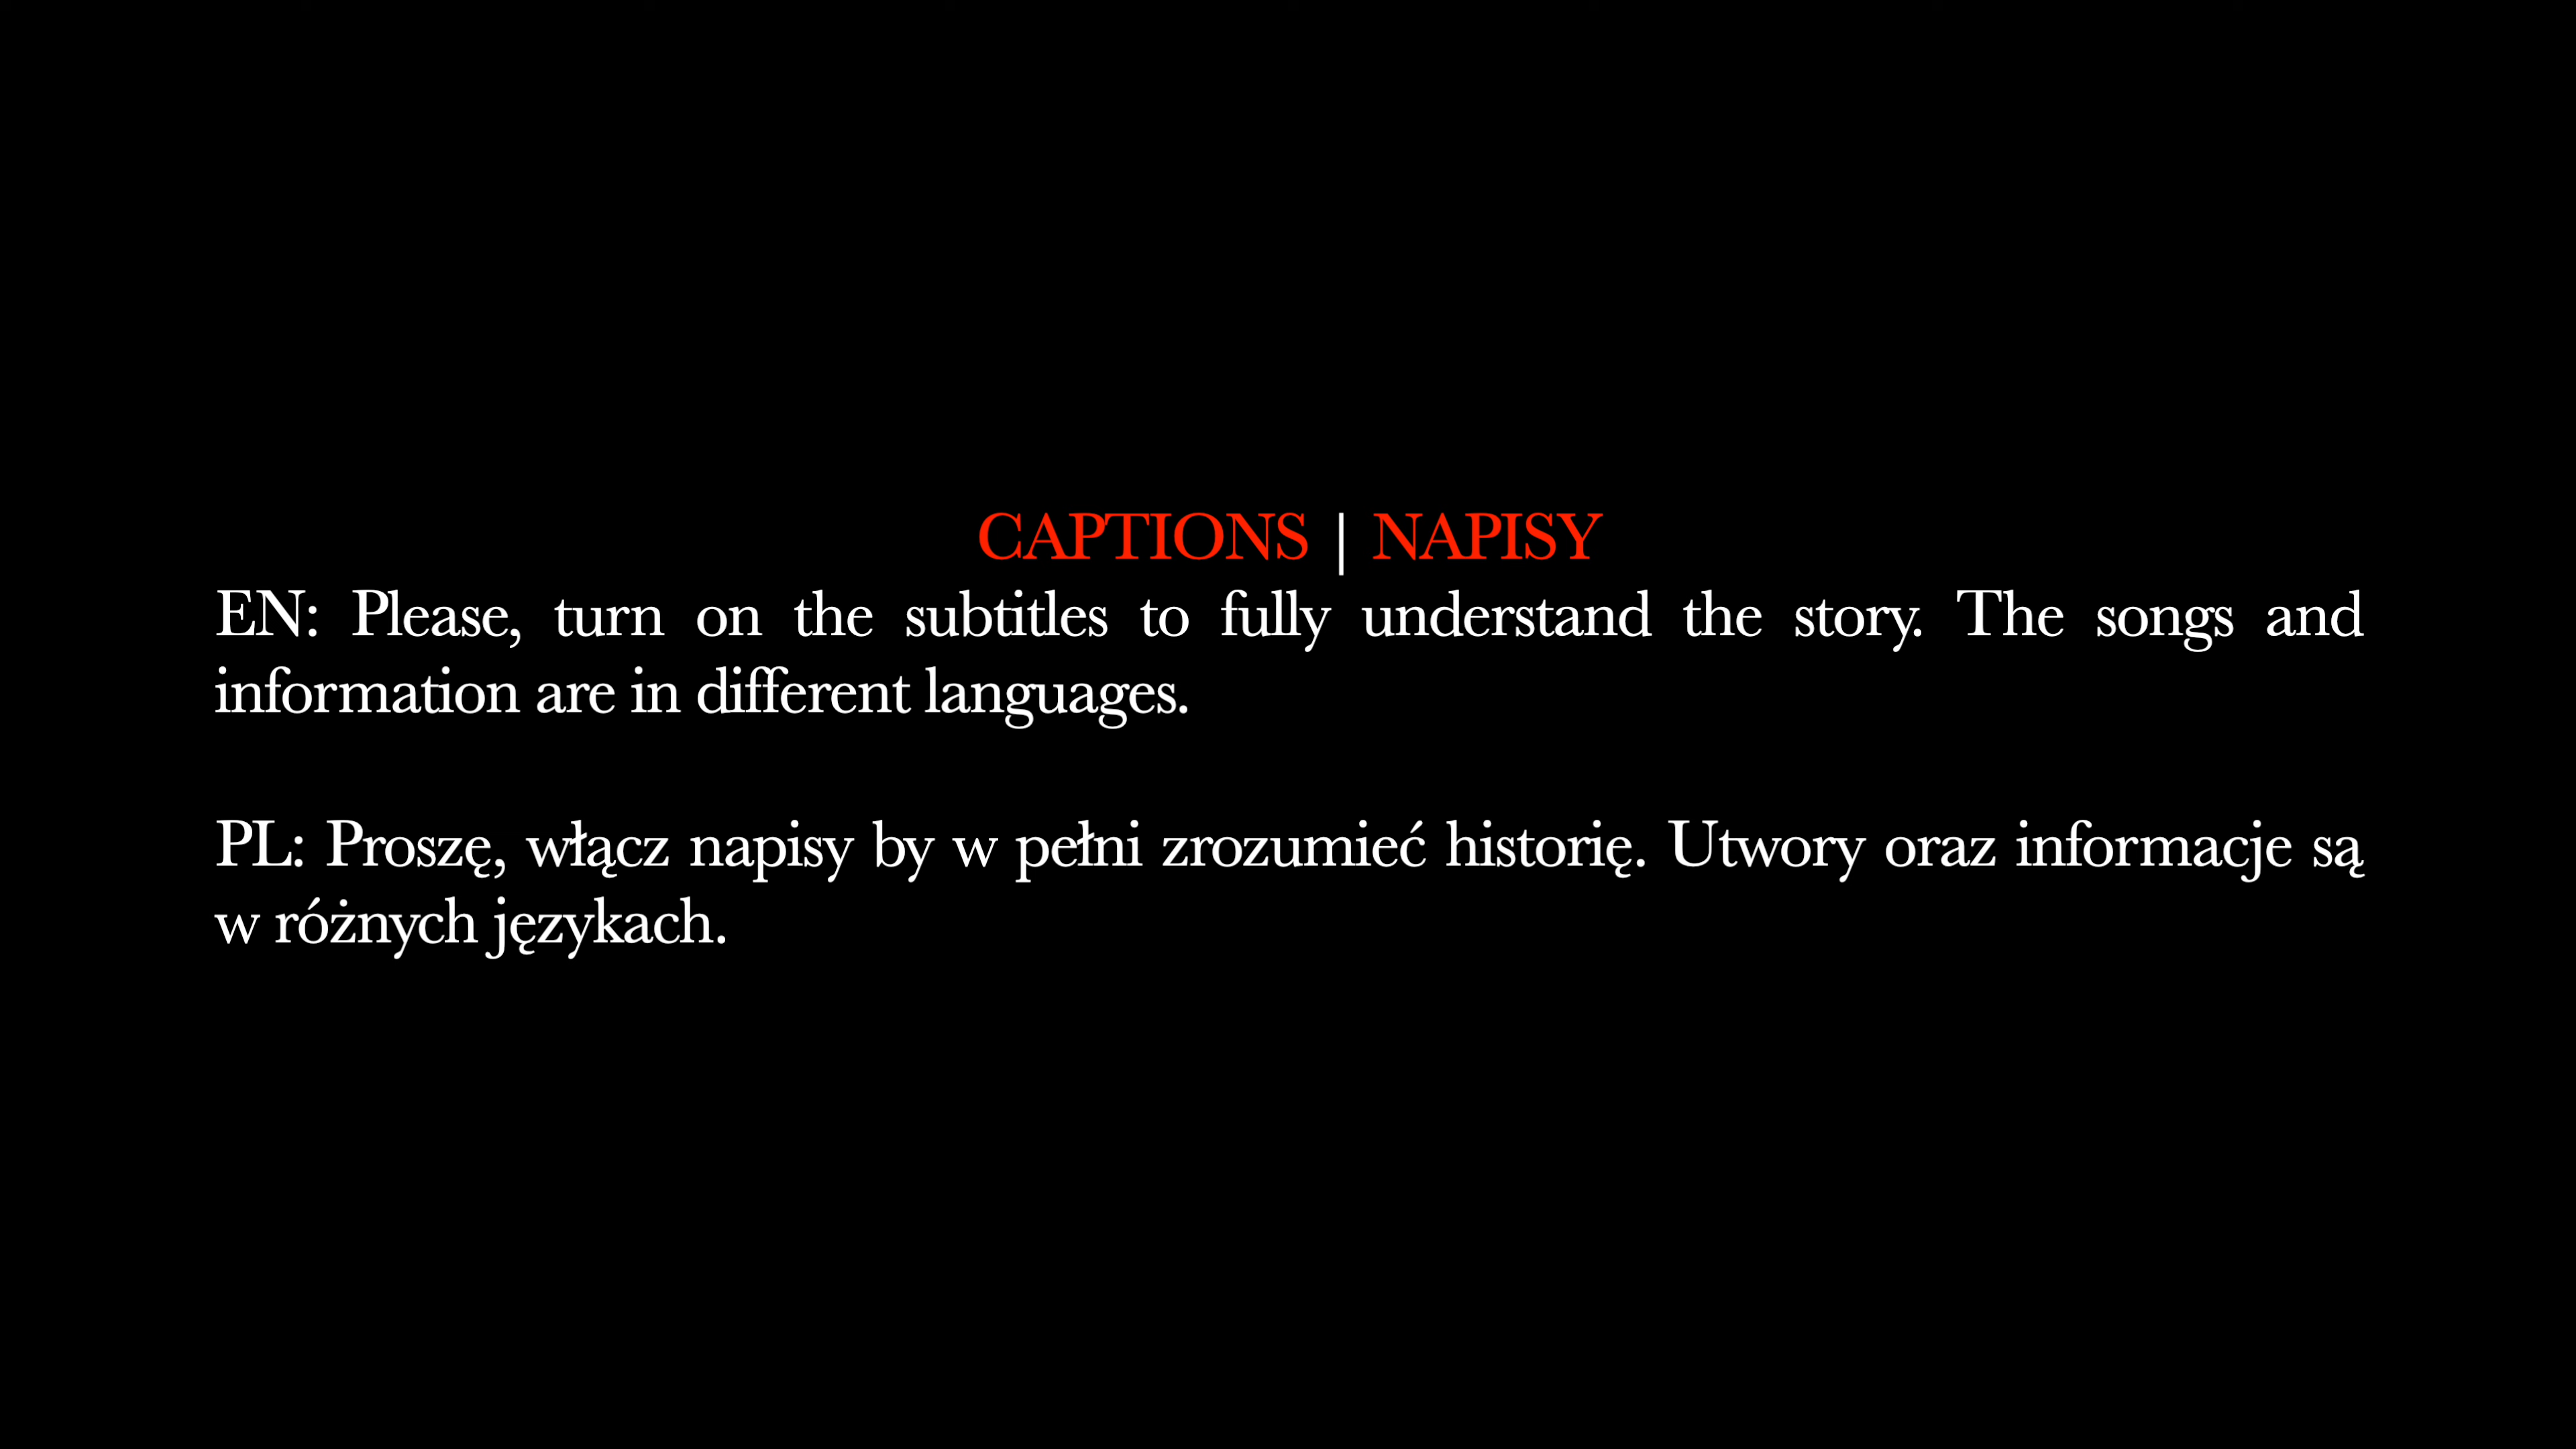 CAPTIONS | NAPISY
EN: Please, turn on the subtitles to fully understand the story. The songs and
information are in different languages.
PL: Proszę, włącz napisy by w pełni zrozumieć historię. Utwory oraz informacje są
w różnych językach.